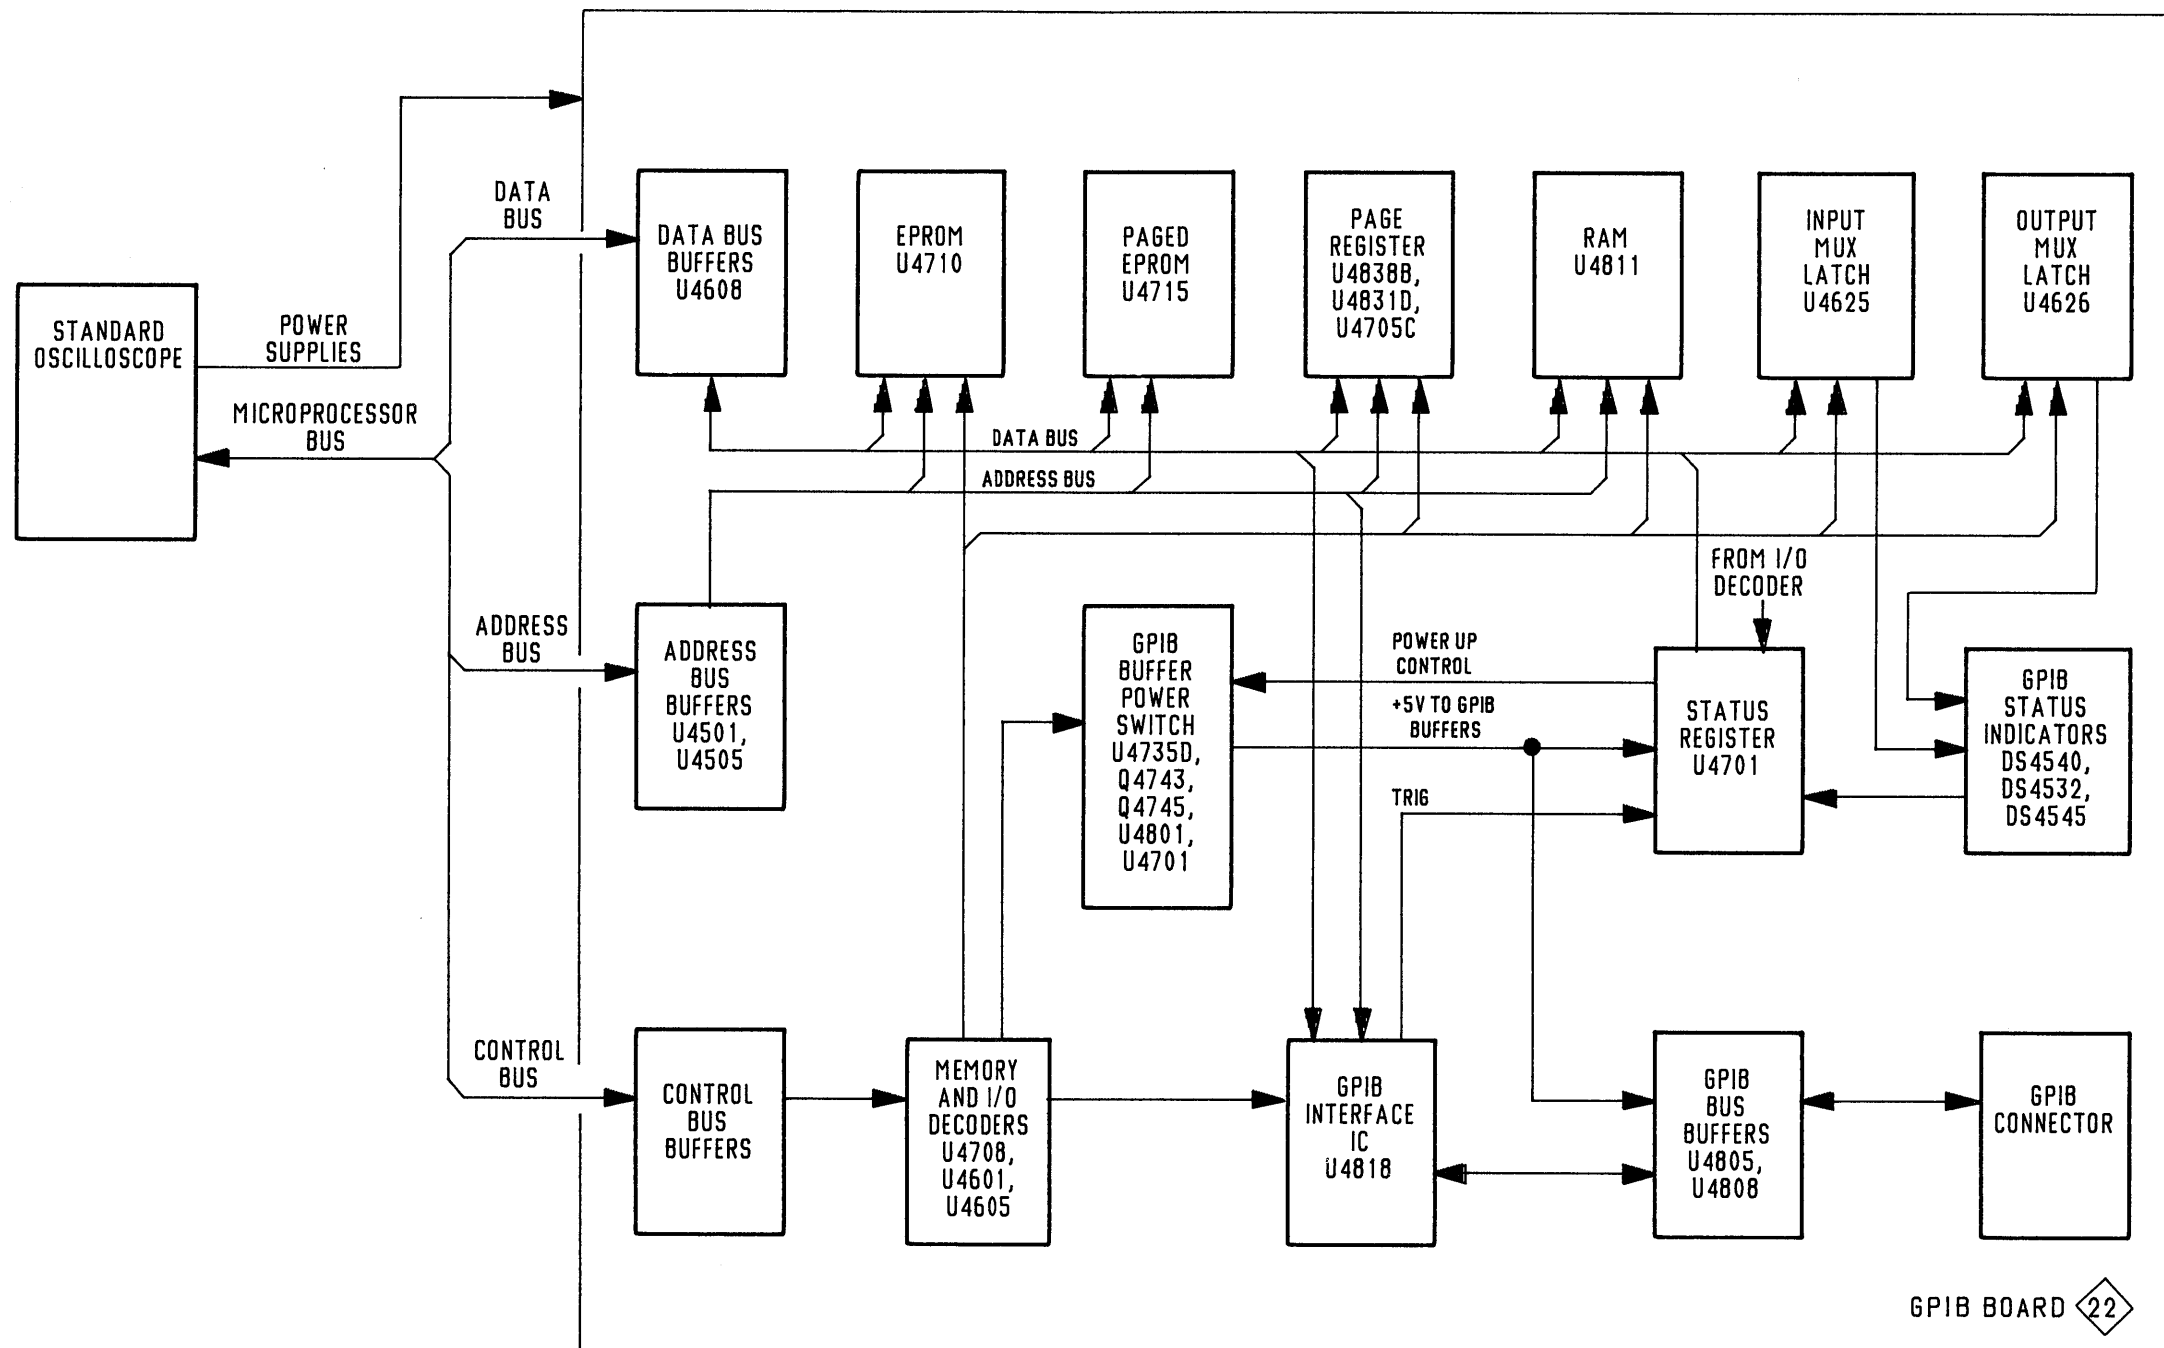 STANDARD
OSCILLOSCOPE
POWER
SUPPLIES
MICROPROCESSOR
BUS
DATA
BUS
DATA BUS
BUFFERS
U4608
EPROM
U4710
PAGED
EPROM
U4715
PAGE
REGISTER
U4838B,
U4831D,
U4705C
RAM
U4811
INPUT
MUX
LATCH
U4625
OUTPUT
MUX
LATCH
U4626
DATA BUS
ADDRESS BUS
FROM I/O
DECODER
ADDRESS
BUS
ADDRESS
BUS
BUFFERS
U4501,
U4505
GPIB
BUFFER
POWER
SWITCH
U4735D,
Q4743,
Q4745,
U4801,
U4701
POWER UP
CONTROL
+5V TO GPIB
BUFFERS
TRIG
STATUS
REGISTER
U4701
GPIB
STATUS
INDICATORS
DS4540,
DS4532,
DS4545
CONTROL
BUS
CONTROL
BUS
BUFFERS
MEMORY
AND I/O
DECODERS
U4708,
U4601,
U4605
GPIB
INTERFACE
IC
U4818
GPIB
BUS
BUFFERS
U4805,
U4808
GPIB
CONNECTOR
GPIB BOARD 22